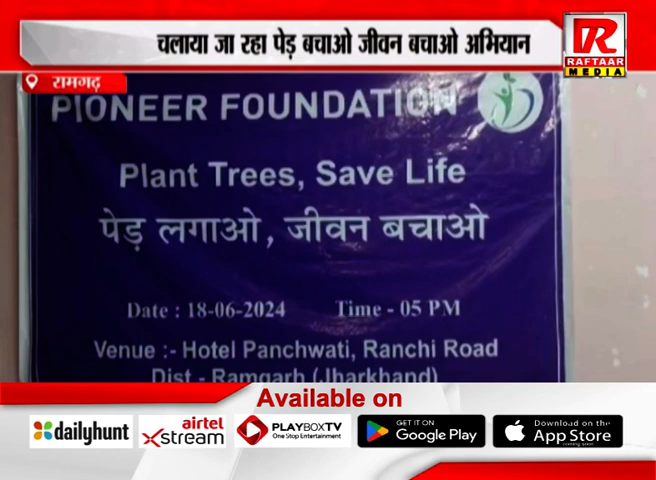 चलाया जा रहा पेड़ बचाओ जीवन बचाओ अभियान
R
RAFTAAR
MEDIA
रामगढ़
PIONEER FOUNDATION
Plant Trees, Save Life
पेड़ लगाओ, जीवन बचाओ
Date : 18-06-2024 Time - 05 PM
Venue :- Hotel Panchwati, Ranchi Road
Dist - Ramgarh (Jharkhand)
Available on
dailyhunt
airtel
Xstream
PLAYBOXTV
One Stop Entertainment
GET IT ON
Google Play
Download on the
App Store
coming soon